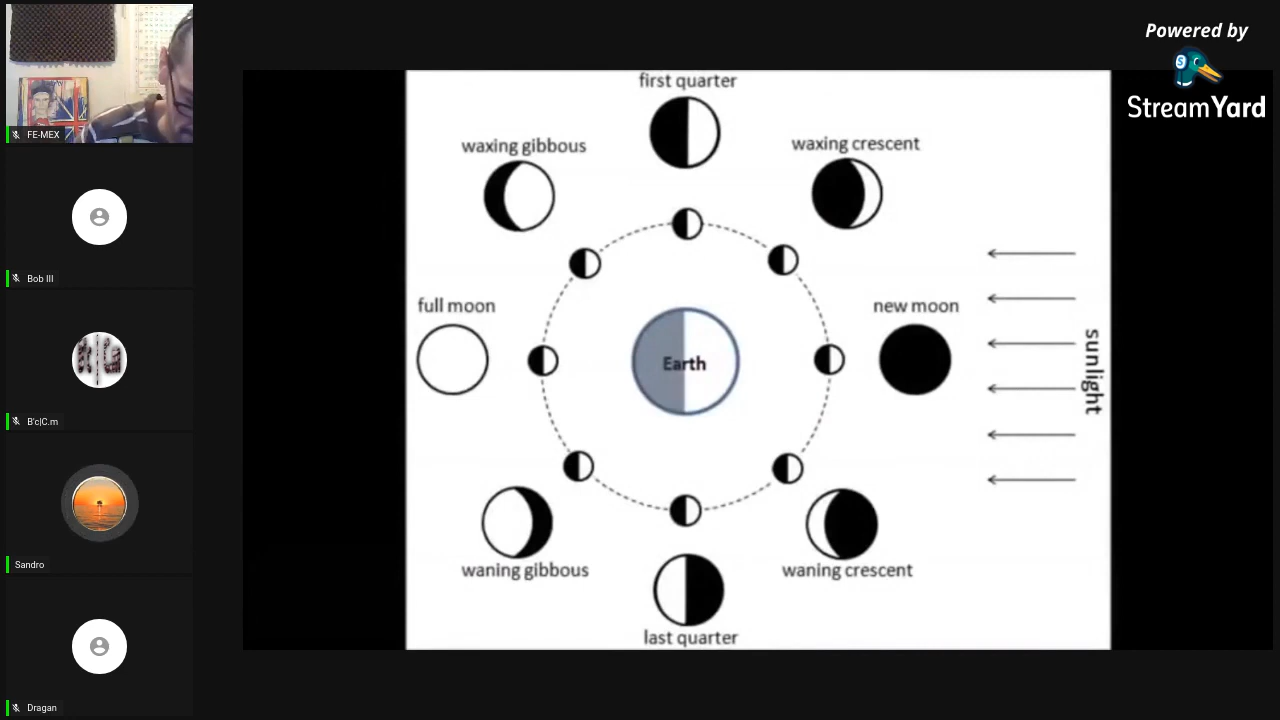 Powered by
StreamYard
FE-MEX
Bob III
B'c|C.m
Sandro
Dragan
first quarter
waxing gibbous
waxing crescent
full moon
new moon
Earth
sunlight
waning gibbous
waning crescent
last quarter